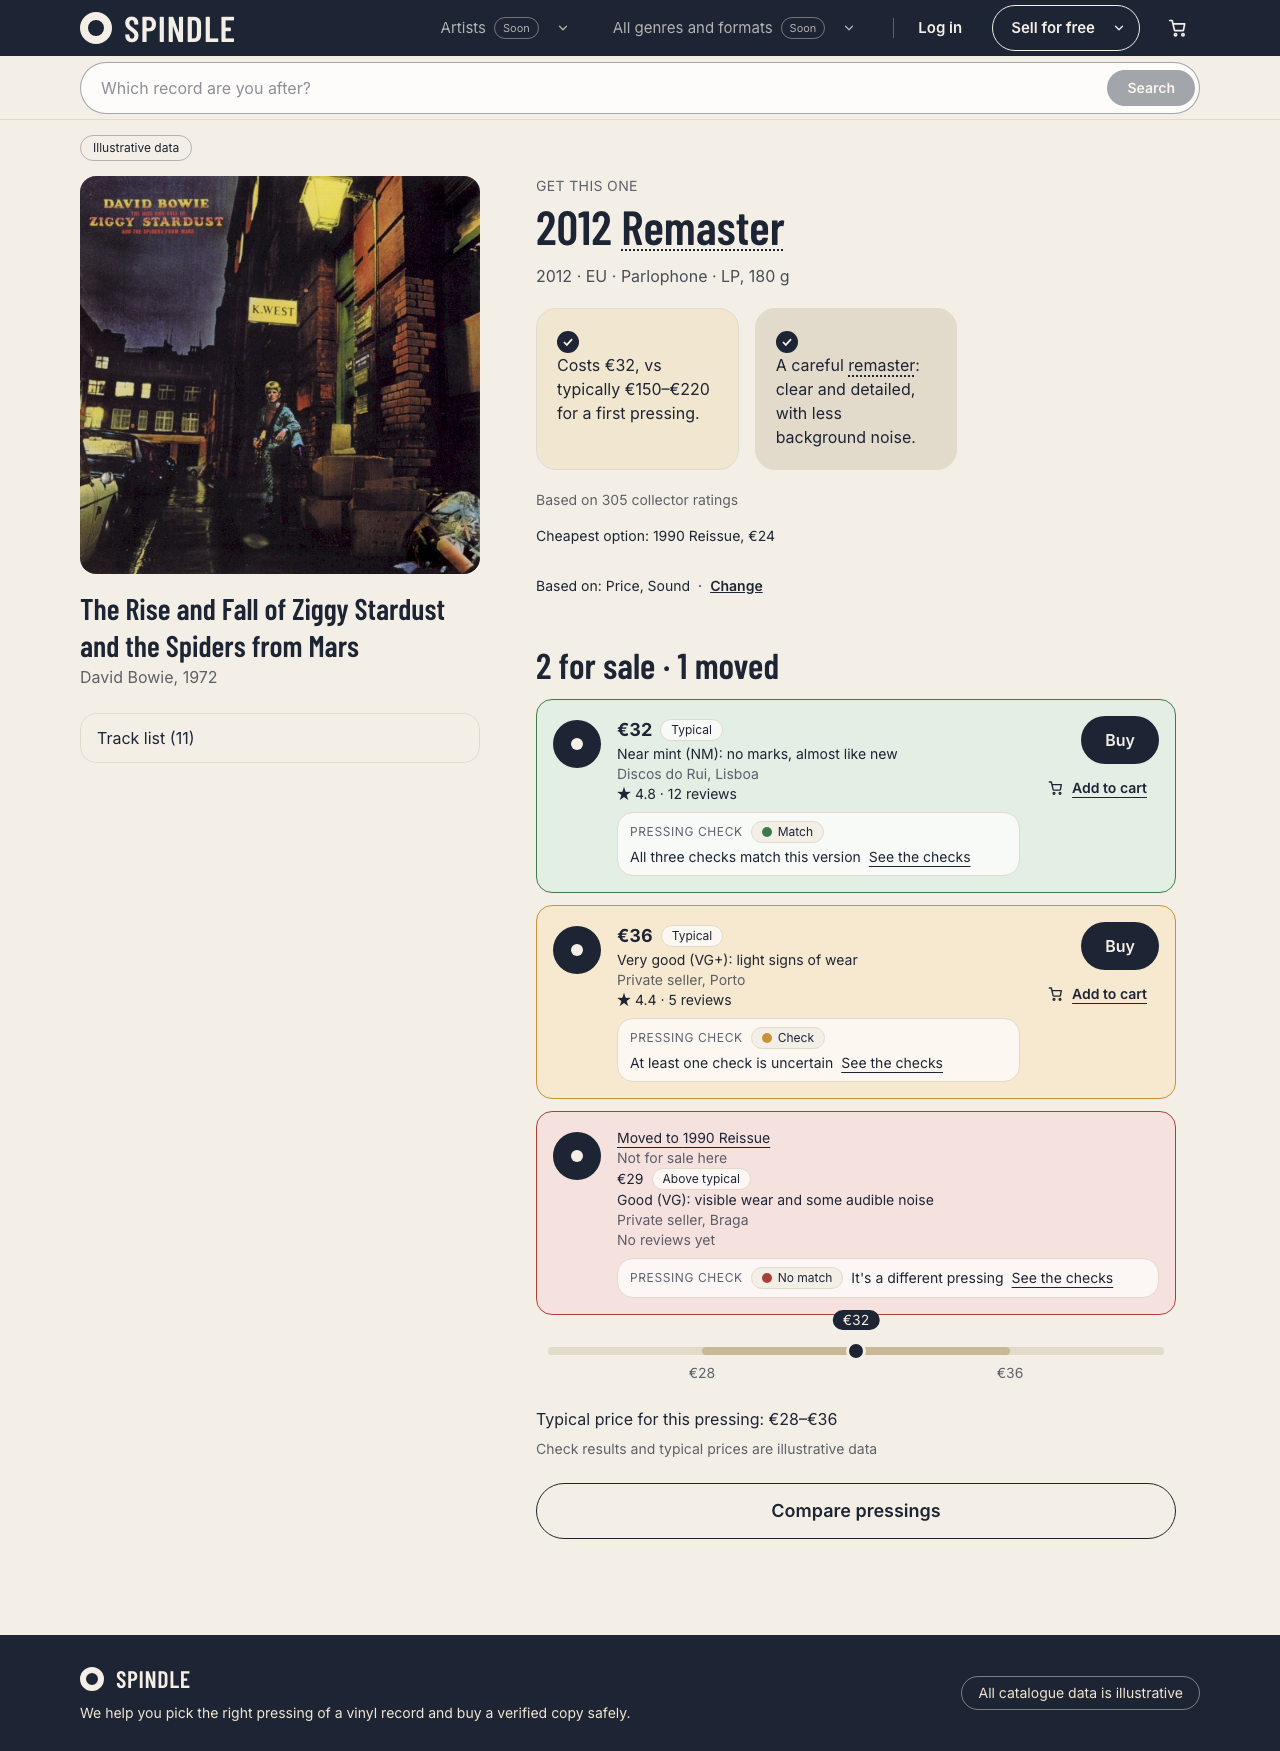 SPINDLE
Artists Soon
All genres and formats Soon
Log in
Sell for free
Which record are you after?
Search
Illustrative data
DAVID BOWIE
THE RISE AND FALL OF
ZIGGY STARDUST
AND THE SPIDERS FROM MARS
K.WEST
The Rise and Fall of Ziggy Stardust
and the Spiders from Mars
David Bowie, 1972
Track list (11)
GET THIS ONE
2012 Remaster
2012 · EU · Parlophone · LP, 180 g
Costs €32, vs
typically €150–€220
for a first pressing.
A careful remaster:
clear and detailed,
with less
background noise.
Based on 305 collector ratings
Cheapest option: 1990 Reissue, €24
Based on: Price, Sound · Change
2 for sale · 1 moved
€32 Typical
Near mint (NM): no marks, almost like new
Discos do Rui, Lisboa
★ 4.8 · 12 reviews
PRESSING CHECK Match
All three checks match this version See the checks
Buy
Add to cart
€36 Typical
Very good (VG+): light signs of wear
Private seller, Porto
★ 4.4 · 5 reviews
PRESSING CHECK Check
At least one check is uncertain See the checks
Buy
Add to cart
Moved to 1990 Reissue
Not for sale here
€29 Above typical
Good (VG): visible wear and some audible noise
Private seller, Braga
No reviews yet
PRESSING CHECK No match It's a different pressing See the checks
€32
€28 €36
Typical price for this pressing: €28–€36
Check results and typical prices are illustrative data
Compare pressings
SPINDLE
We help you pick the right pressing of a vinyl record and buy a verified copy safely.
All catalogue data is illustrative